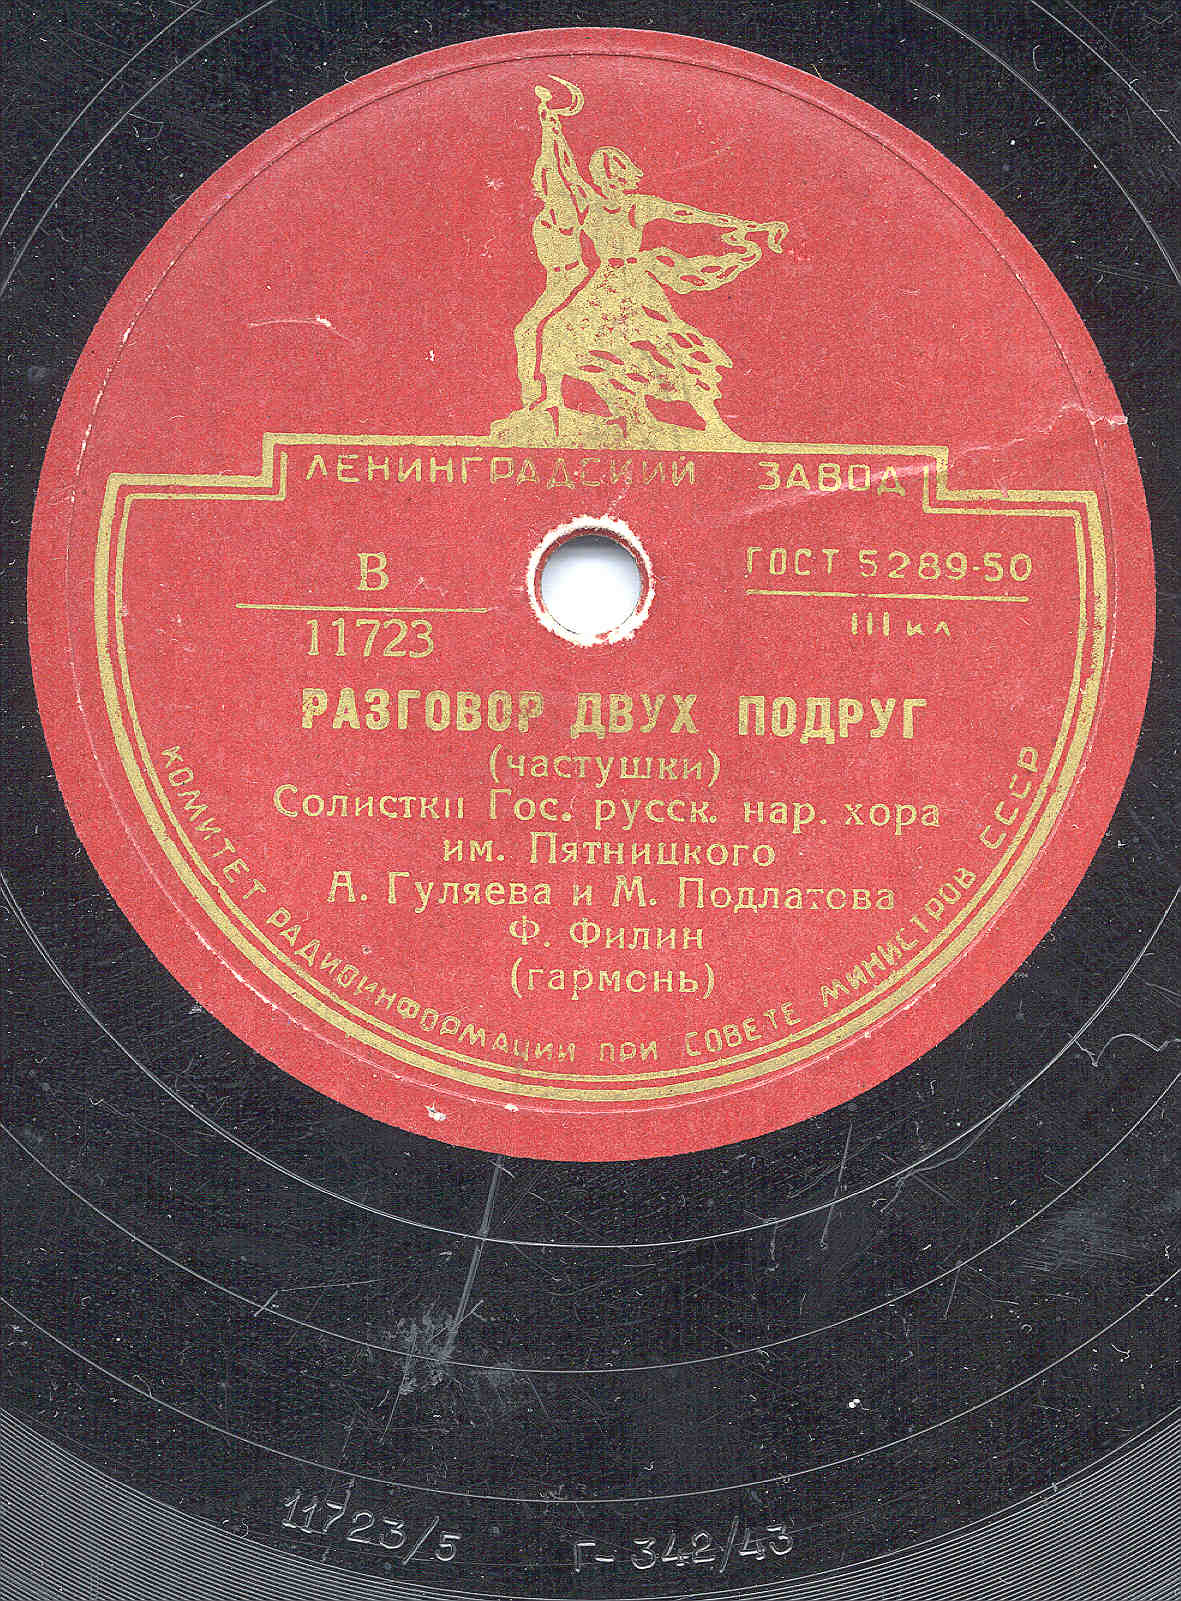 ЛЕНИНГРАДСКИЙ ЗАВОД
В
11723
ГОСТ 5289-50
III кл
РАЗГОВОР ДВУХ ПОДРУГ
(частушки)
Солистки Гос. русск. нар. хора
им. Пятницкого
А. Гуляева и М. Подлатова
Ф. Филин
(гармонь)
КОМИТЕТ РАДИОИНФОРМАЦИИ ПРИ СОВЕТЕ МИНИСТРОВ СССР
11723/5 Г-342/43